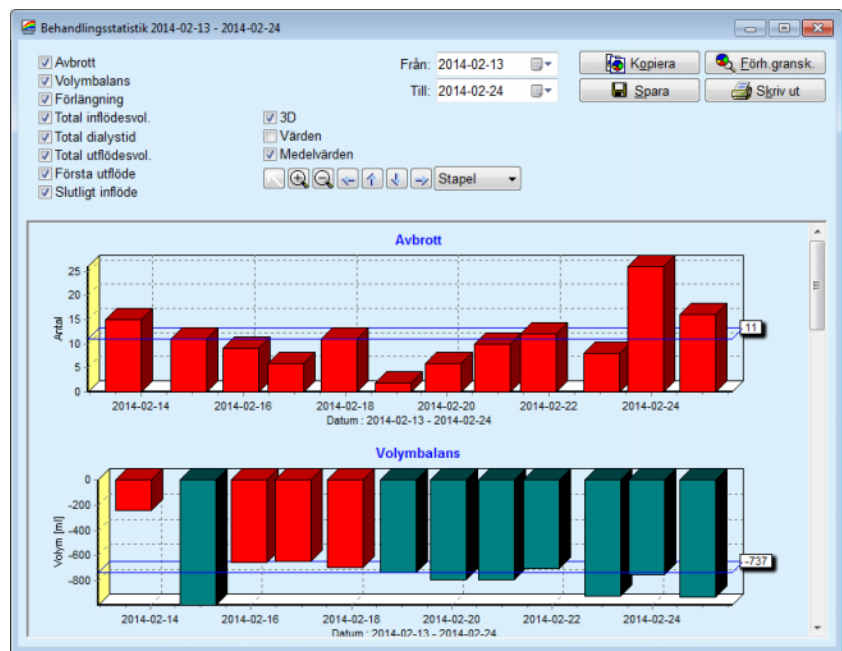 Behandlingsstatistik 2014-02-13 - 2014-02-24
Avbrott
Volymbalans
Förlängning
Total inflödesvol.
Total dialystid
Total utflödesvol.
Första utflöde
Slutligt inflöde
3D
Värden
Medelvärden
Stapel
Från: 2014-02-13
Till: 2014-02-24
Kopiera
Förh.gransk.
Spara
Skriv ut
Avbrott
Antal
25
20
15
10
5
0
11
2014-02-14 2014-02-16 2014-02-18 2014-02-20 2014-02-22 2014-02-24
Datum : 2014-02-13 - 2014-02-24
Volymbalans
Volym [ml]
0
-200
-400
-600
-800
-737
2014-02-14 2014-02-16 2014-02-18 2014-02-20 2014-02-22 2014-02-24
Datum : 2014-02-13 - 2014-02-24